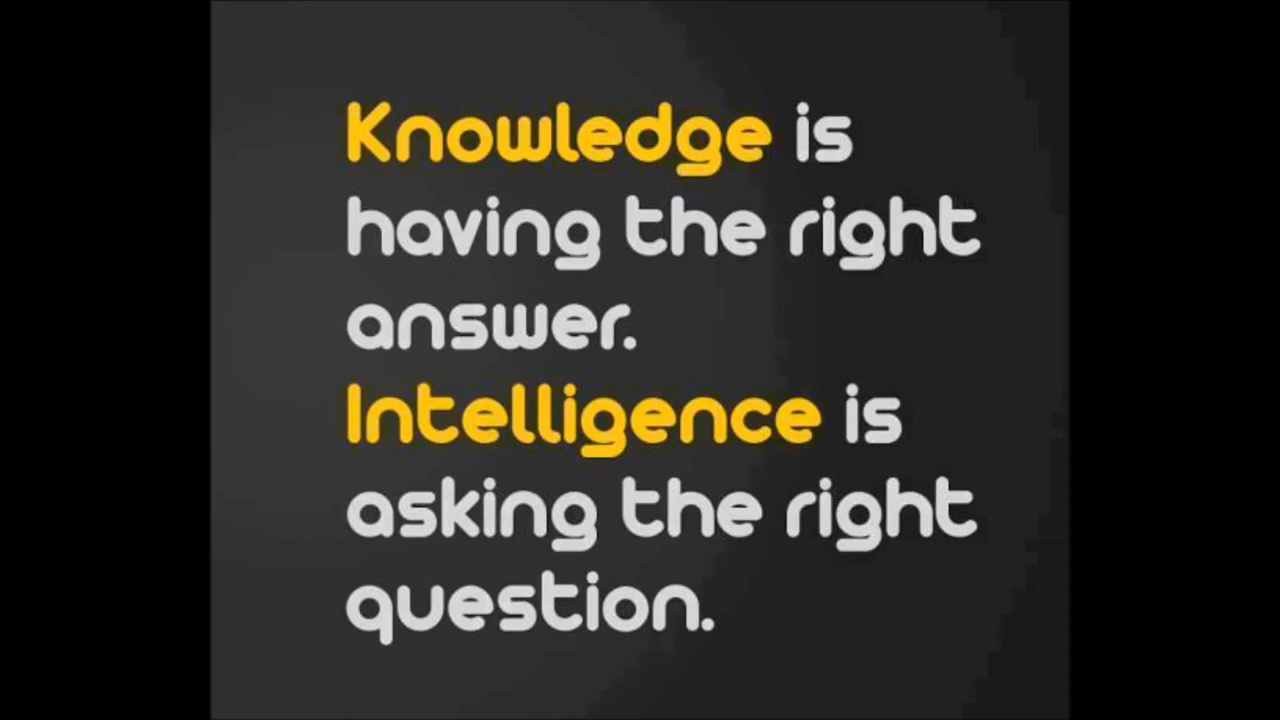 Knowledge is
having the right
answer.
Intelligence is
asking the right
question.